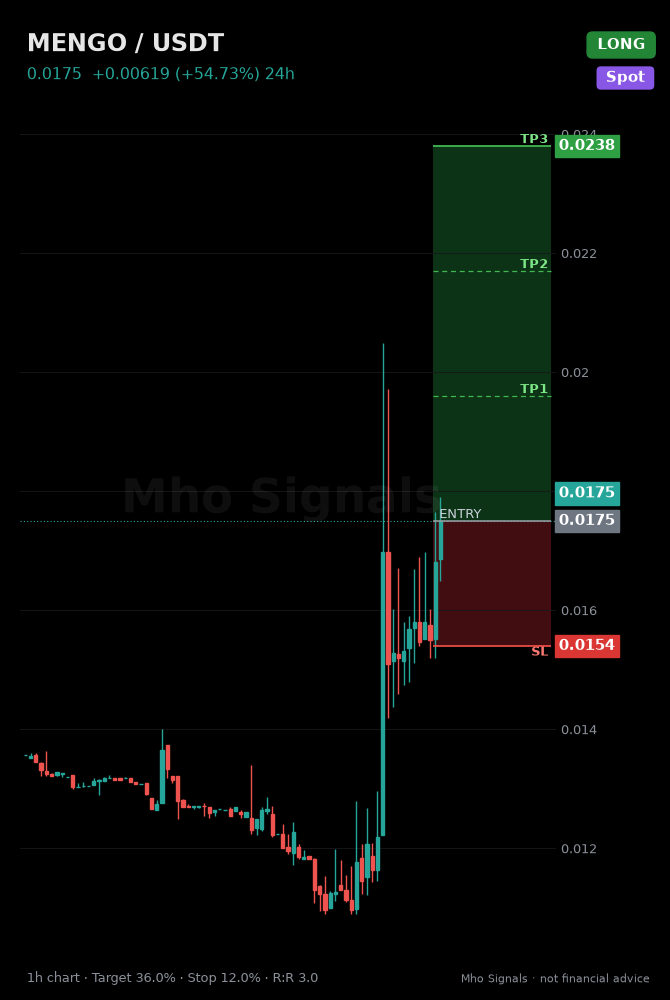 MENGO / USDT
LONG
0.0175 +0.00619 (+54.73%) 24h
Spot
0.024
TP3
0.0238
0.022
TP2
0.02
TP1
Mho Signals
0.0175
ENTRY
0.0175
0.016
0.0154
SL
0.014
0.012
1h chart · Target 36.0% · Stop 12.0% · R:R 3.0
Mho Signals · not financial advice